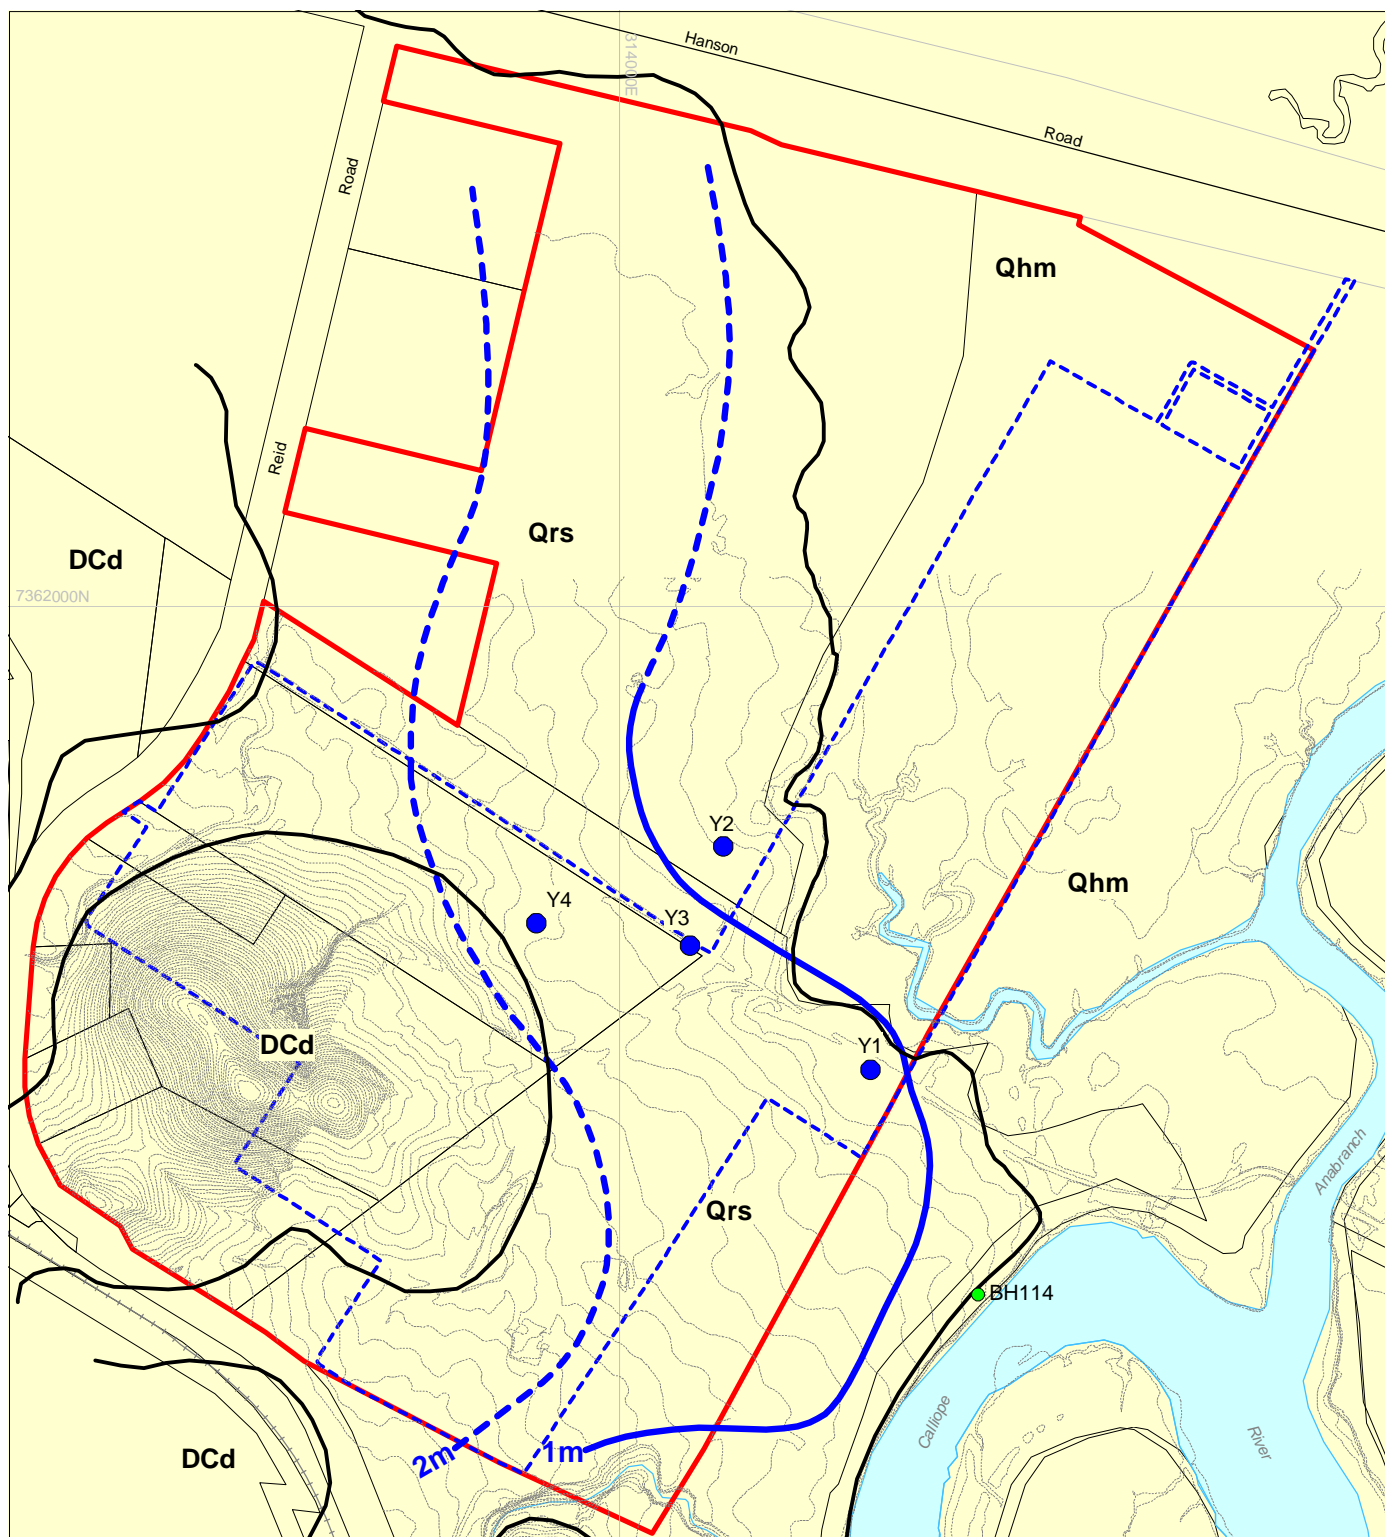 Hanson
314000E
Road
Road
Qhm
Reid
Qrs
DCd
7362000N
Y2
Qhm
Y4
Y3
DCd
Y1
Anabranch
Qrs
BH114
Calliope
River
2m
1m
DCd